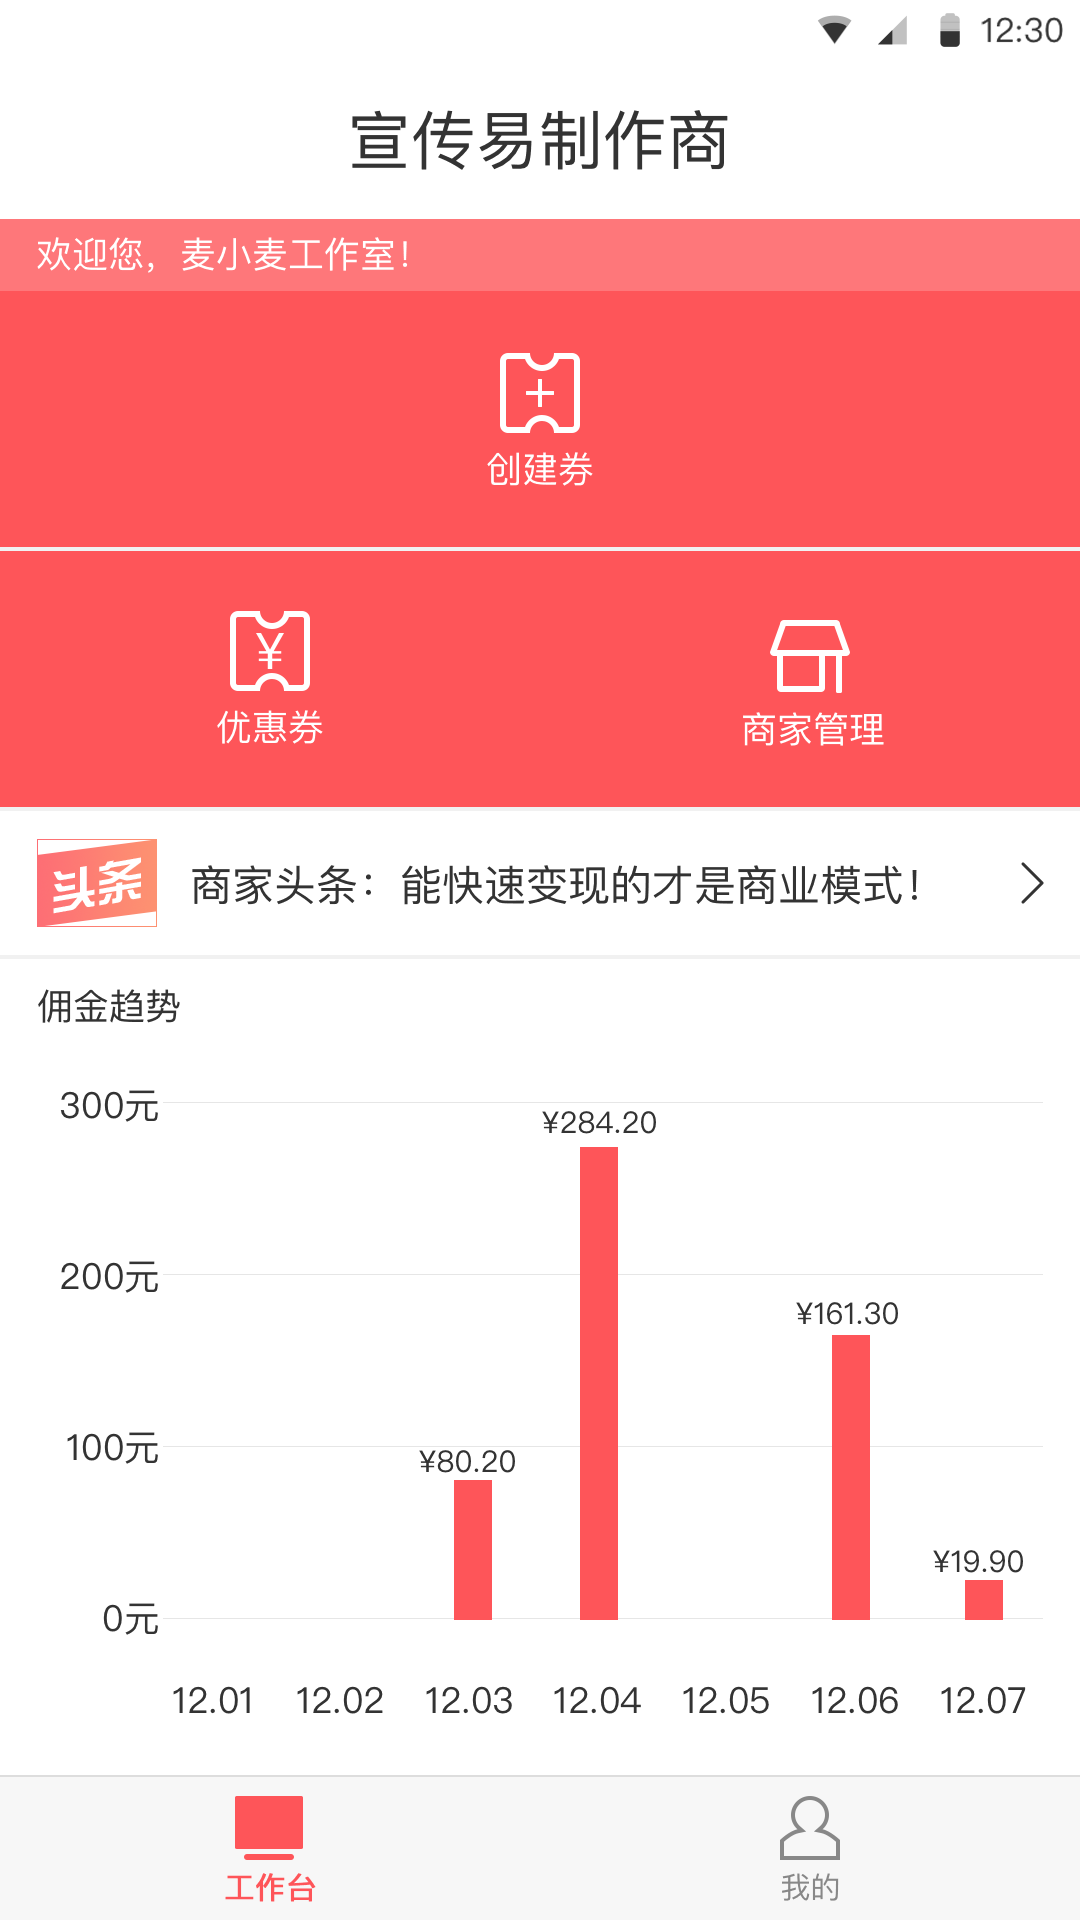 12:30
宣传易制作商
欢迎您，麦小麦工作室！
创建券
¥
优惠券
商家管理
头条
商家头条：能快速变现的才是商业模式！
佣金趋势
300元
¥284.20
200元
¥161.30
100元
¥80.20
¥19.90
0元
12.01 12.02 12.03 12.04 12.05 12.06 12.07
工作台
我的